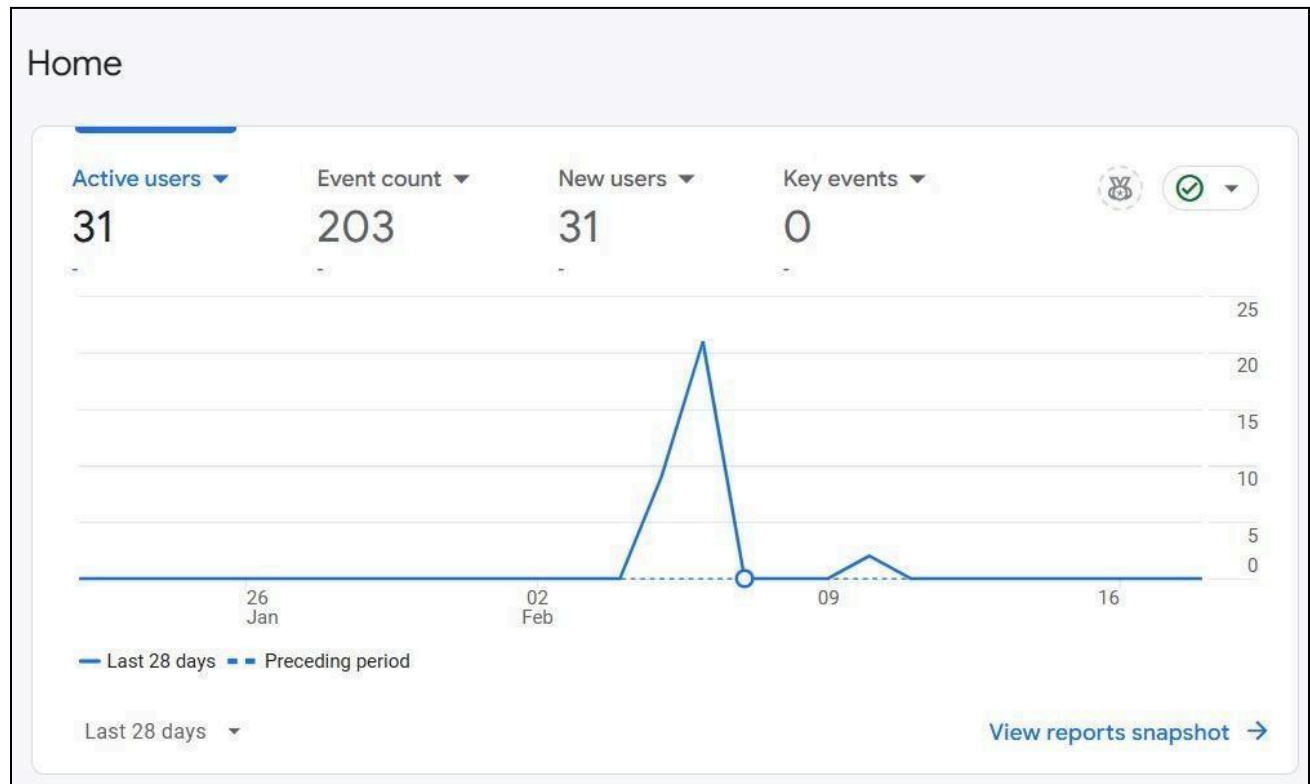 Home
Active users Event count New users Key events
31 203 31 0
- - - -
25
20
15
10
5
0
26 02 09 16
Jan Feb
Last 28 days Preceding period
Last 28 days View reports snapshot